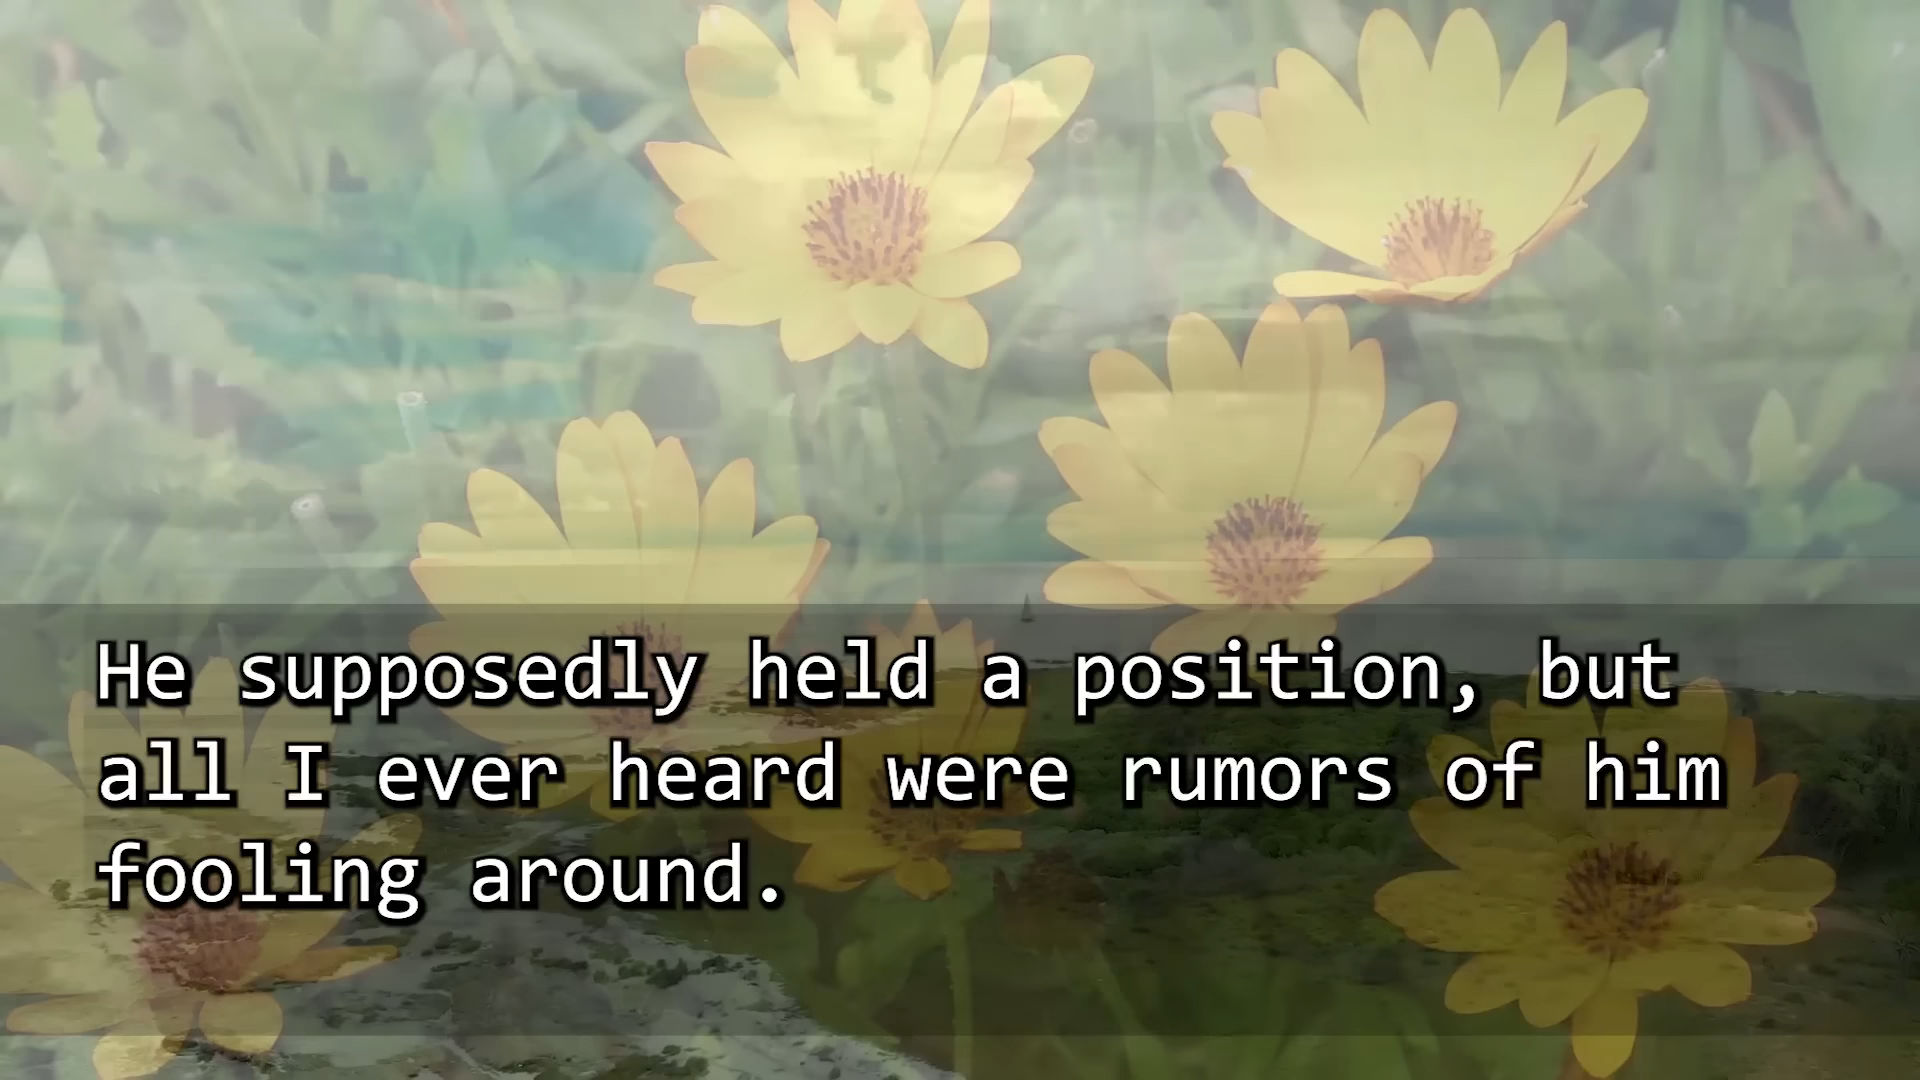 He supposedly held a position, but
all I ever heard were rumors of him
fooling around.